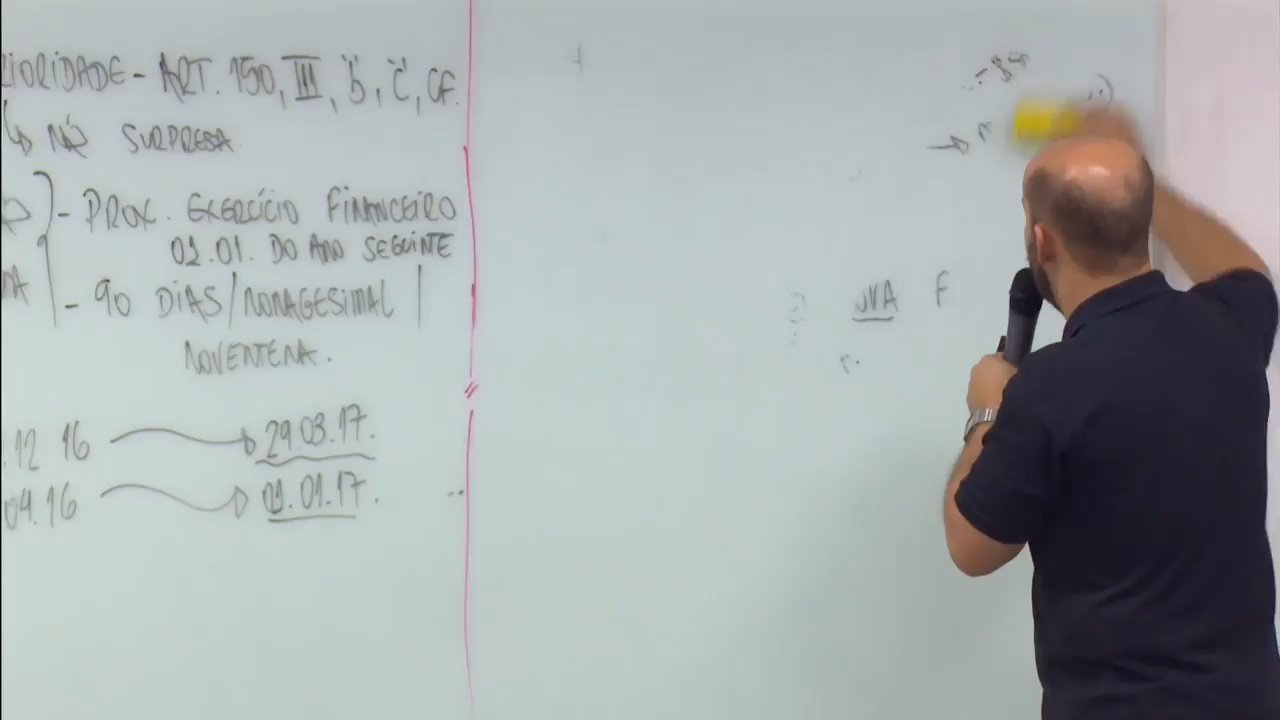 RIORIDADE - ART. 150, III, "b", "c", CF.
↳ NÃO SURPRESA.
- PROX. EXERCÍCIO FINANCEIRO
01.01. DO ANO SEGUINTE
- 90 DIAS/NONAGESIMAL/
NOVENTENA.
.12 16 → 29.03.17.
04.16 → 01.01.17.
UVA F